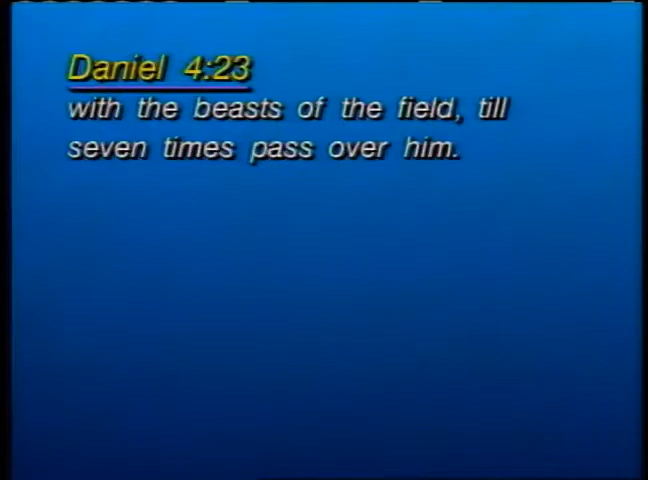 Daniel 4:23
with the beasts of the field, till
seven times pass over him.